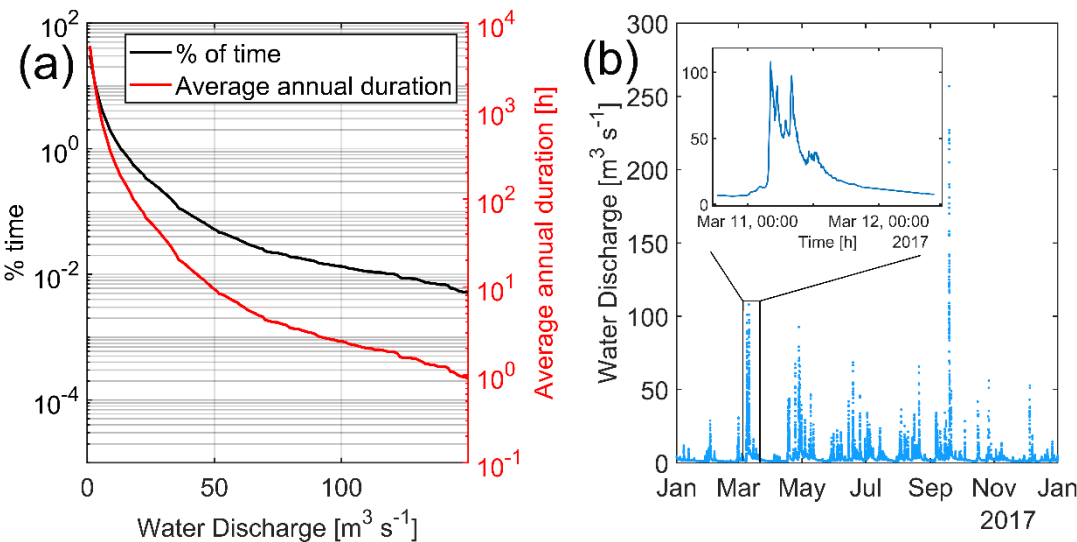 (a)
% of time
Average annual duration
10^2
10^0
10^-2
10^-4
% time
0
50
100
Water Discharge [m^3 s^-1]
10^4
10^3
10^2
10^1
10^0
10^-1
Average annual duration [h]
(b)
300
250
200
150
100
50
0
Water Discharge [m^3 s^-1]
100
50
0
Mar 11, 00:00 Mar 12, 00:00
Time [h] 2017
Jan Mar May Jul Sep Nov Jan
2017